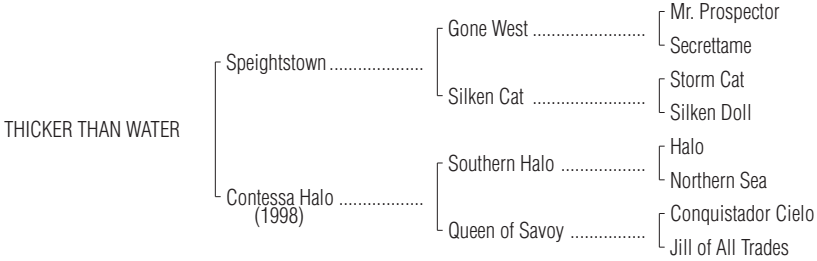 Mr. Prospector
Gone West ........................
Secrettame
Speightstown ....................
Storm Cat
Silken Cat ........................
Silken Doll
THICKER THAN WATER
Halo
Southern Halo ..................
Northern Sea
Contessa Halo ..................
(1998)
Conquistador Cielo
Queen of Savoy ................
Jill of All Trades